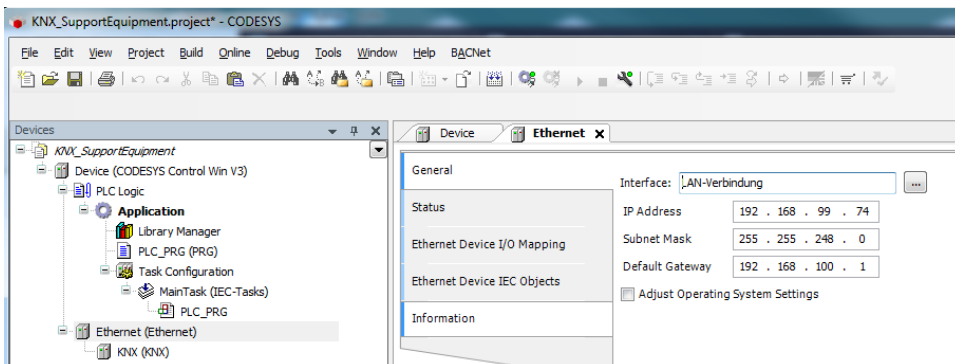 KNX_SupportEquipment.project* - CODESYS
File Edit View Project Build Online Debug Tools Window Help BACNet
Devices
KNX_SupportEquipment
Device (CODESYS Control Win V3)
PLC Logic
Application
Library Manager
PLC_PRG (PRG)
Task Configuration
MainTask (IEC-Tasks)
PLC_PRG
Ethernet (Ethernet)
KNX (KNX)
Device Ethernet
General
Status
Ethernet Device I/O Mapping
Ethernet Device IEC Objects
Information
Interface: LAN-Verbindung ...
IP Address 192 . 168 . 99 . 74
Subnet Mask 255 . 255 . 248 . 0
Default Gateway 192 . 168 . 100 . 1
Adjust Operating System Settings